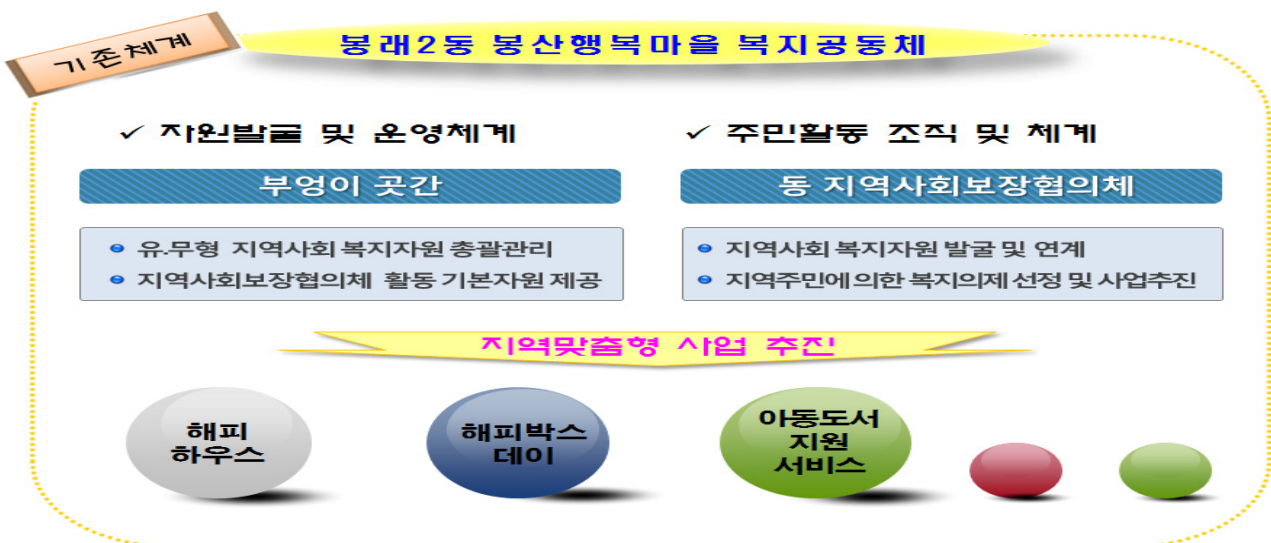 기존체계
봉래2동 봉산행복마을 복지공동체
✓ 자원발굴 및 운영체계
부엉이 곳간
유.무형 지역사회 복지자원 총괄관리
지역사회보장협의체 활동 기본자원 제공
✓ 주민활동 조직 및 체계
동 지역사회보장협의체
지역사회 복지자원 발굴 및 연계
지역주민에 의한 복지의제 선정 및 사업추진
지역맞춤형 사업 추진
해피
하우스
해피박스
데이
아동도서
지원
서비스